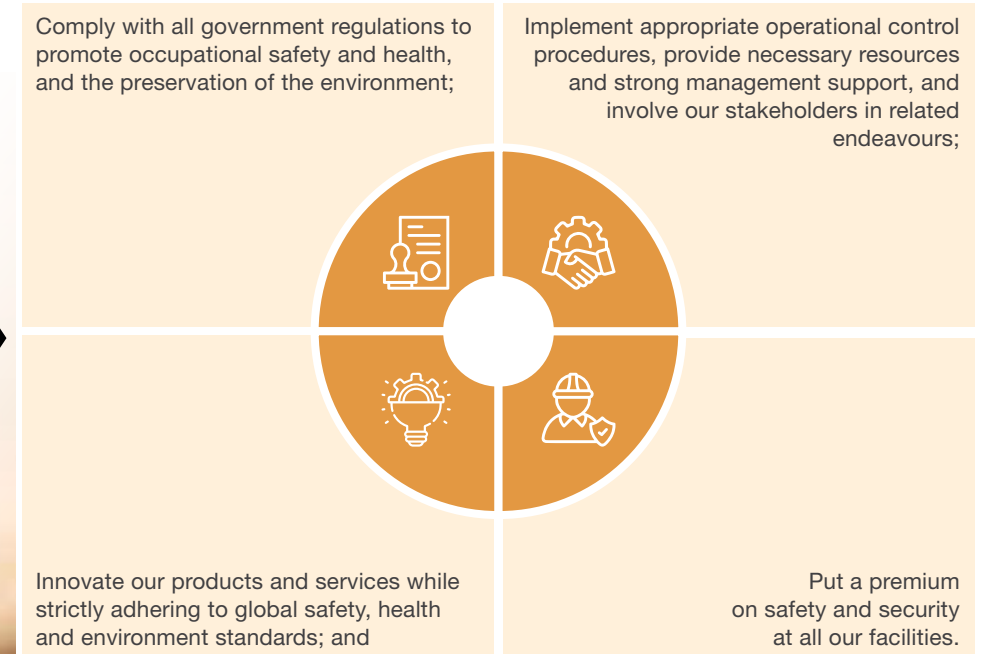 Comply with all government regulations to
promote occupational safety and health,
and the preservation of the environment;
Implement appropriate operational control
procedures, provide necessary resources
and strong management support, and
involve our stakeholders in related
endeavours;
Innovate our products and services while
strictly adhering to global safety, health
and environment standards; and
Put a premium
on safety and security
at all our facilities.